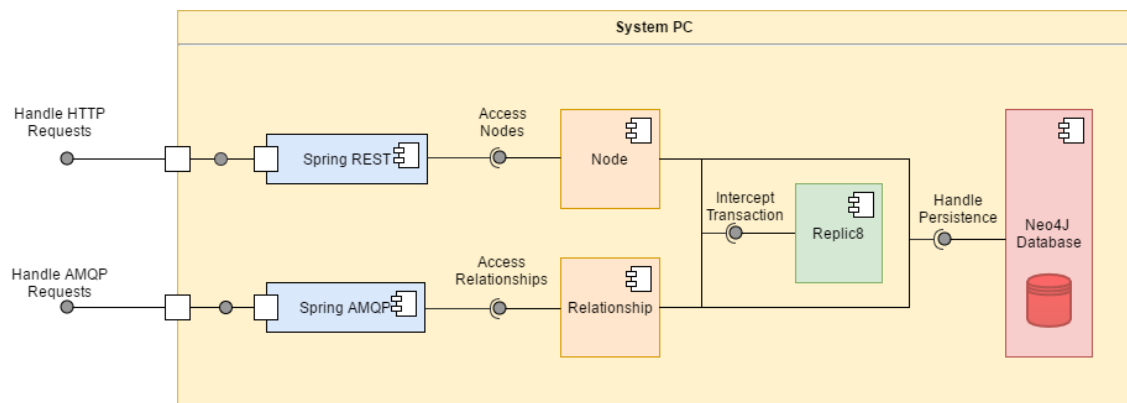 System PC
Handle HTTP
Requests
Spring REST
Access
Nodes
Node
Intercept
Transaction
Replic8
Handle
Persistence
Neo4J
Database
Handle AMQP
Requests
Spring AMQP
Access
Relationships
Relationship